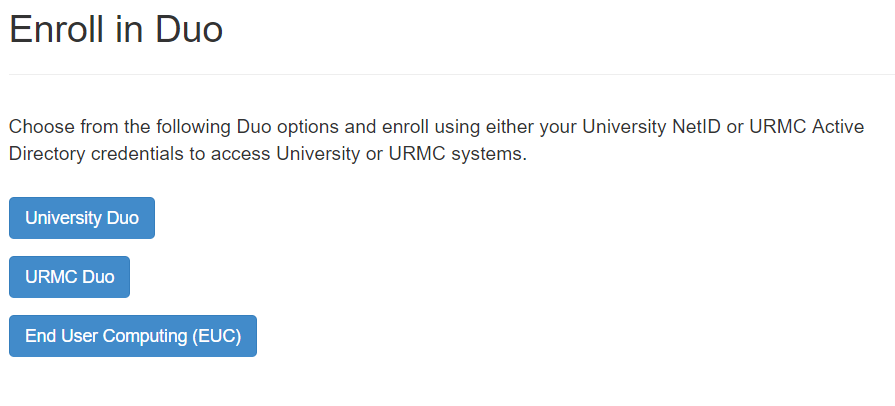 Enroll in Duo
Choose from the following Duo options and enroll using either your University NetID or URMC Active
Directory credentials to access University or URMC systems.
University Duo
URMC Duo
End User Computing (EUC)